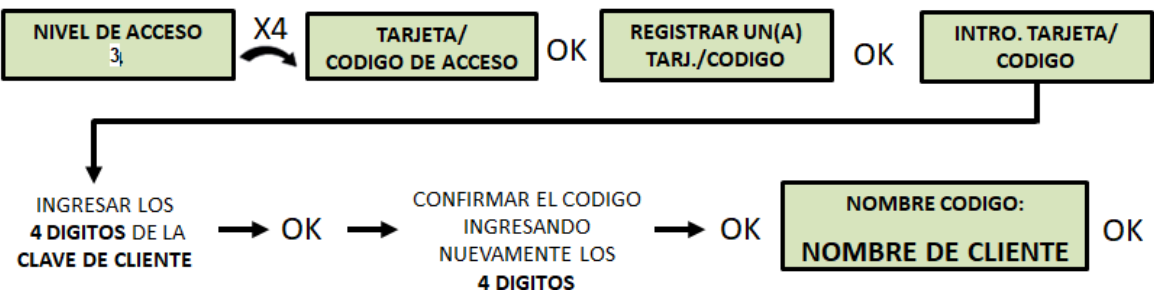 NIVEL DE ACCESO
3
X4
TARJETA/
CODIGO DE ACCESO
OK
REGISTRAR UN(A)
TARJ./CODIGO
OK
INTRO. TARJETA/
CODIGO
INGRESAR LOS
4 DIGITOS DE LA
CLAVE DE CLIENTE
OK
CONFIRMAR EL CODIGO
INGRESANDO
NUEVAMENTE LOS
4 DIGITOS
OK
NOMBRE CODIGO:
NOMBRE DE CLIENTE
OK